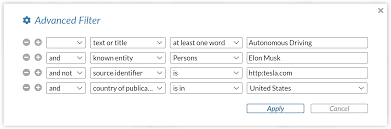 Advanced Filter
text or title at least one word Autonomous Driving
and known entity Persons Elon Musk
and not source identifier is http:tesla.com
and country of publica... is in United States
Apply Cancel